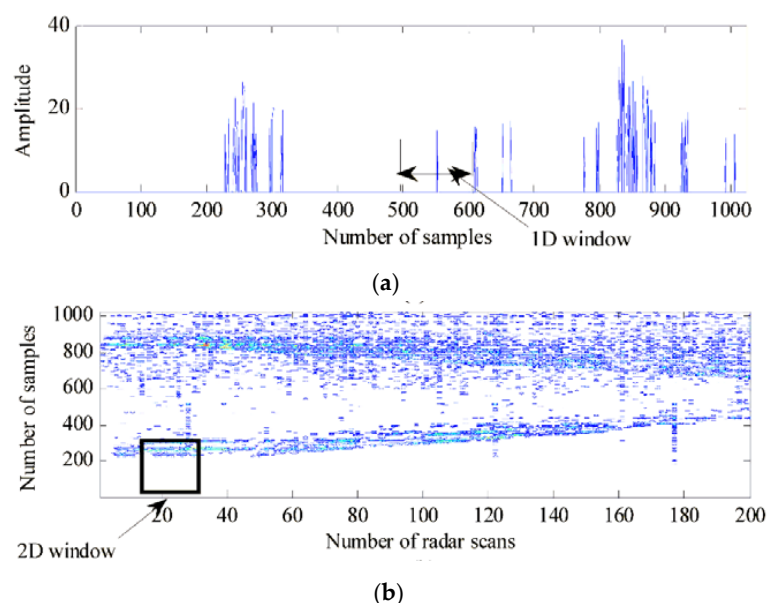 40
20
0
Amplitude
0 100 200 300 400 500 600 700 800 900 1000
Number of samples
1D window
(a)
1000
800
600
400
200
Number of samples
20 40 60 80 100 120 140 160 180 200
Number of radar scans
2D window
(b)